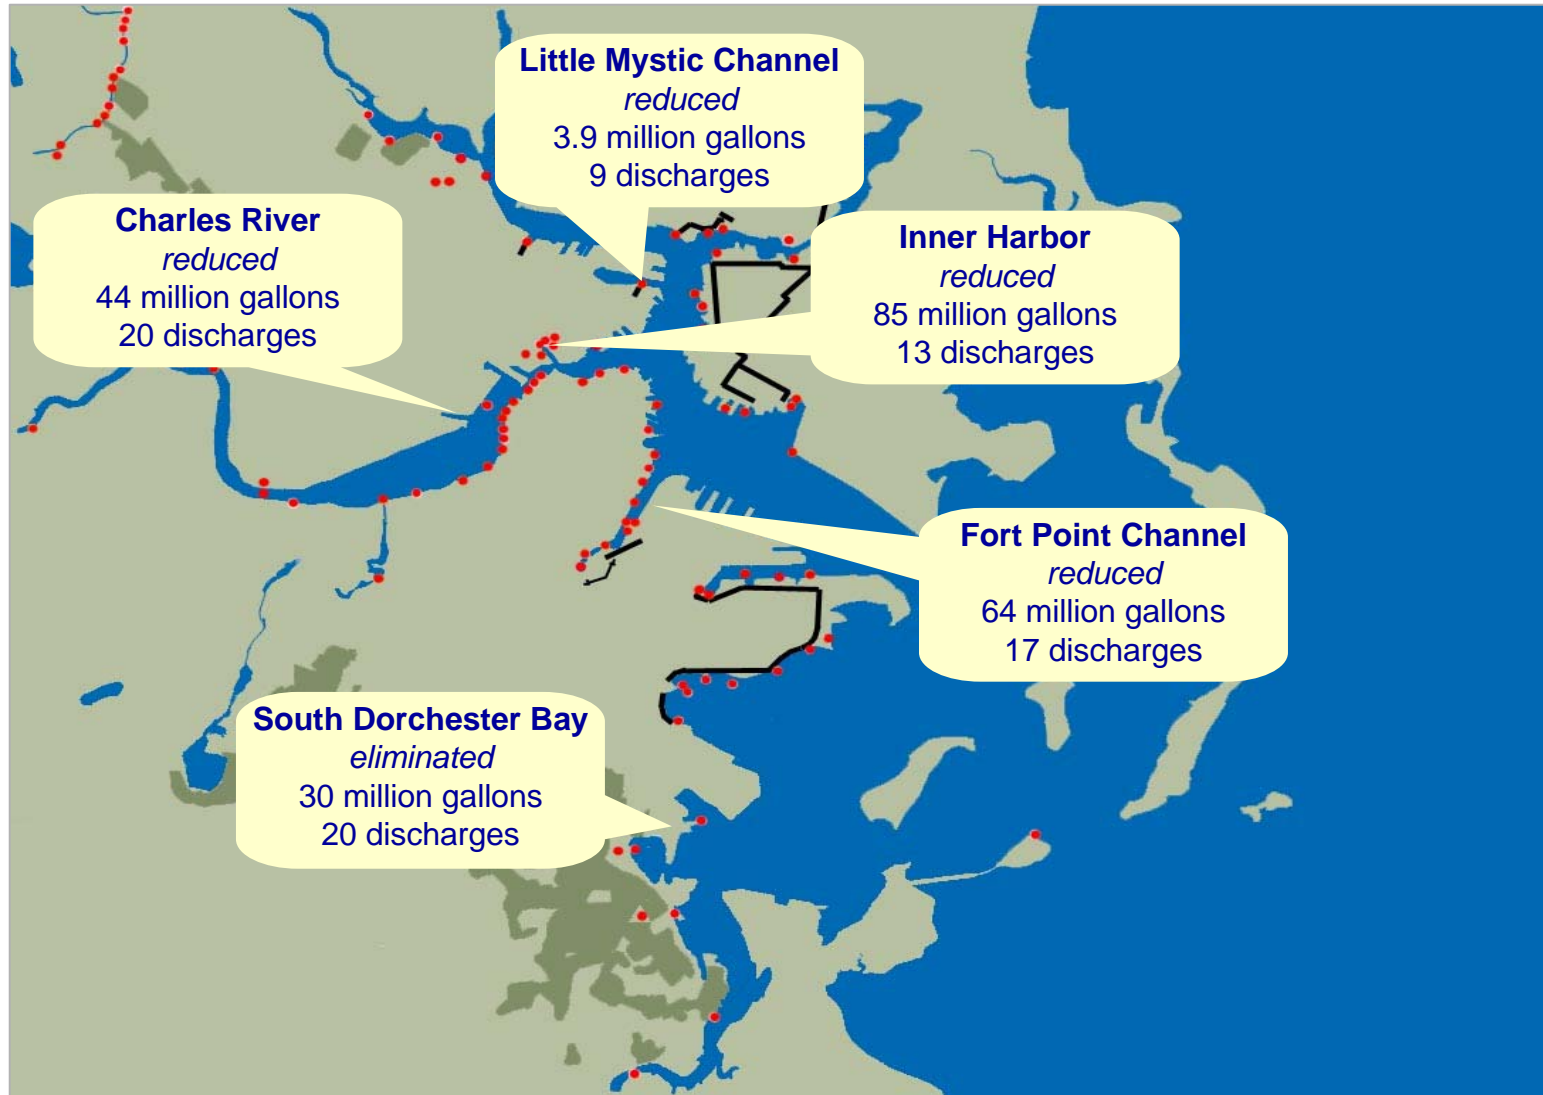 Little Mystic Channel
reduced
3.9 million gallons
9 discharges
Charles River
reduced
44 million gallons
20 discharges
Inner Harbor
reduced
85 million gallons
13 discharges
Fort Point Channel
reduced
64 million gallons
17 discharges
South Dorchester Bay
eliminated
30 million gallons
20 discharges